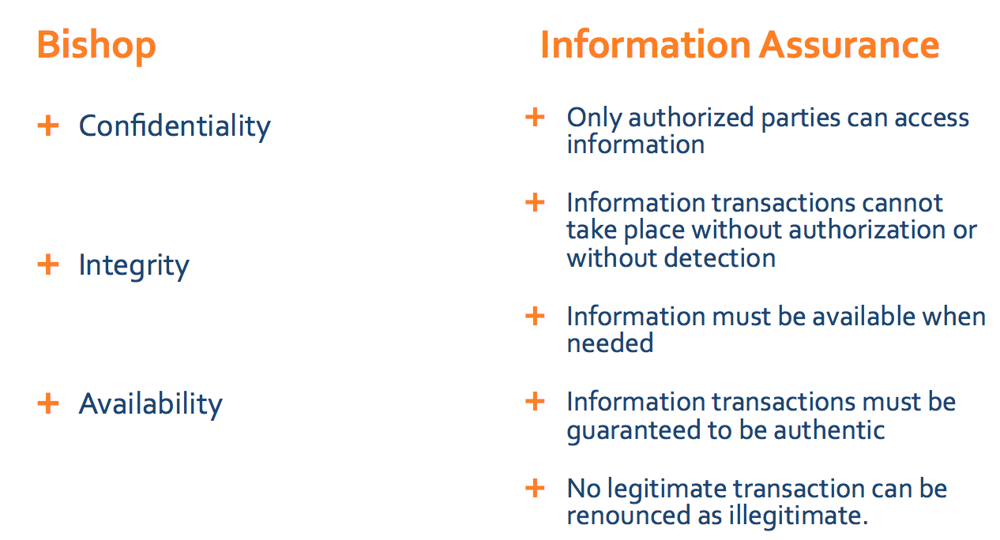 Bishop
+ Confidentiality
+ Integrity
+ Availability
Information Assurance
+ Only authorized parties can access
information
+ Information transactions cannot
take place without authorization or
without detection
+ Information must be available when
needed
+ Information transactions must be
guaranteed to be authentic
+ No legitimate transaction can be
renounced as illegitimate.